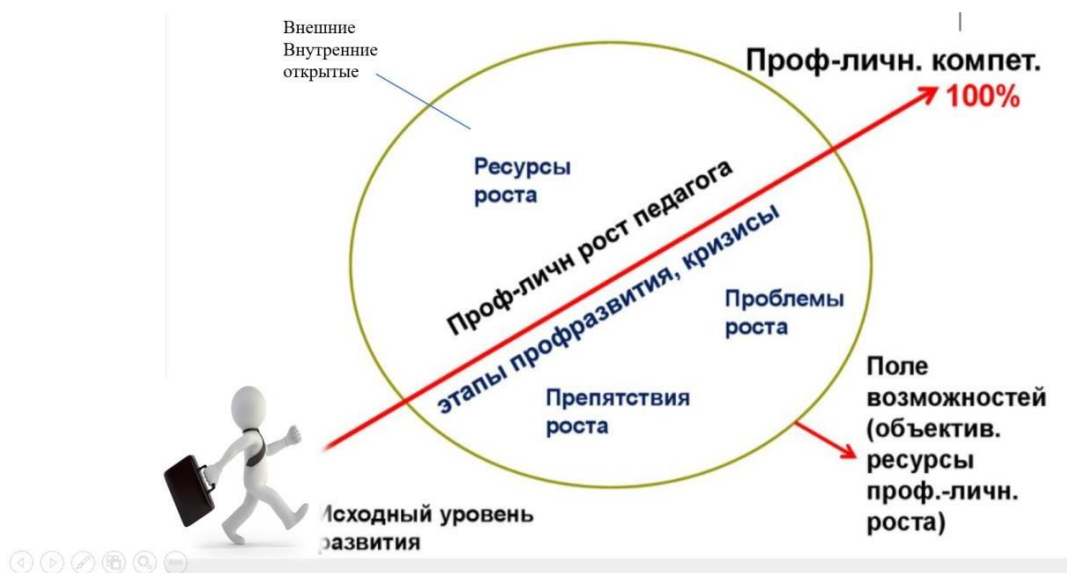 Внешние
Внутренние
открытые
Проф-личн. компет.
100%
Ресурсы
роста
Проф-личн рост педагога
этапы профразвития, кризисы
Проблемы
роста
Препятствия
роста
Поле
возможностей
(объектив.
ресурсы
проф.-личн.
роста)
Исходный уровень
развития